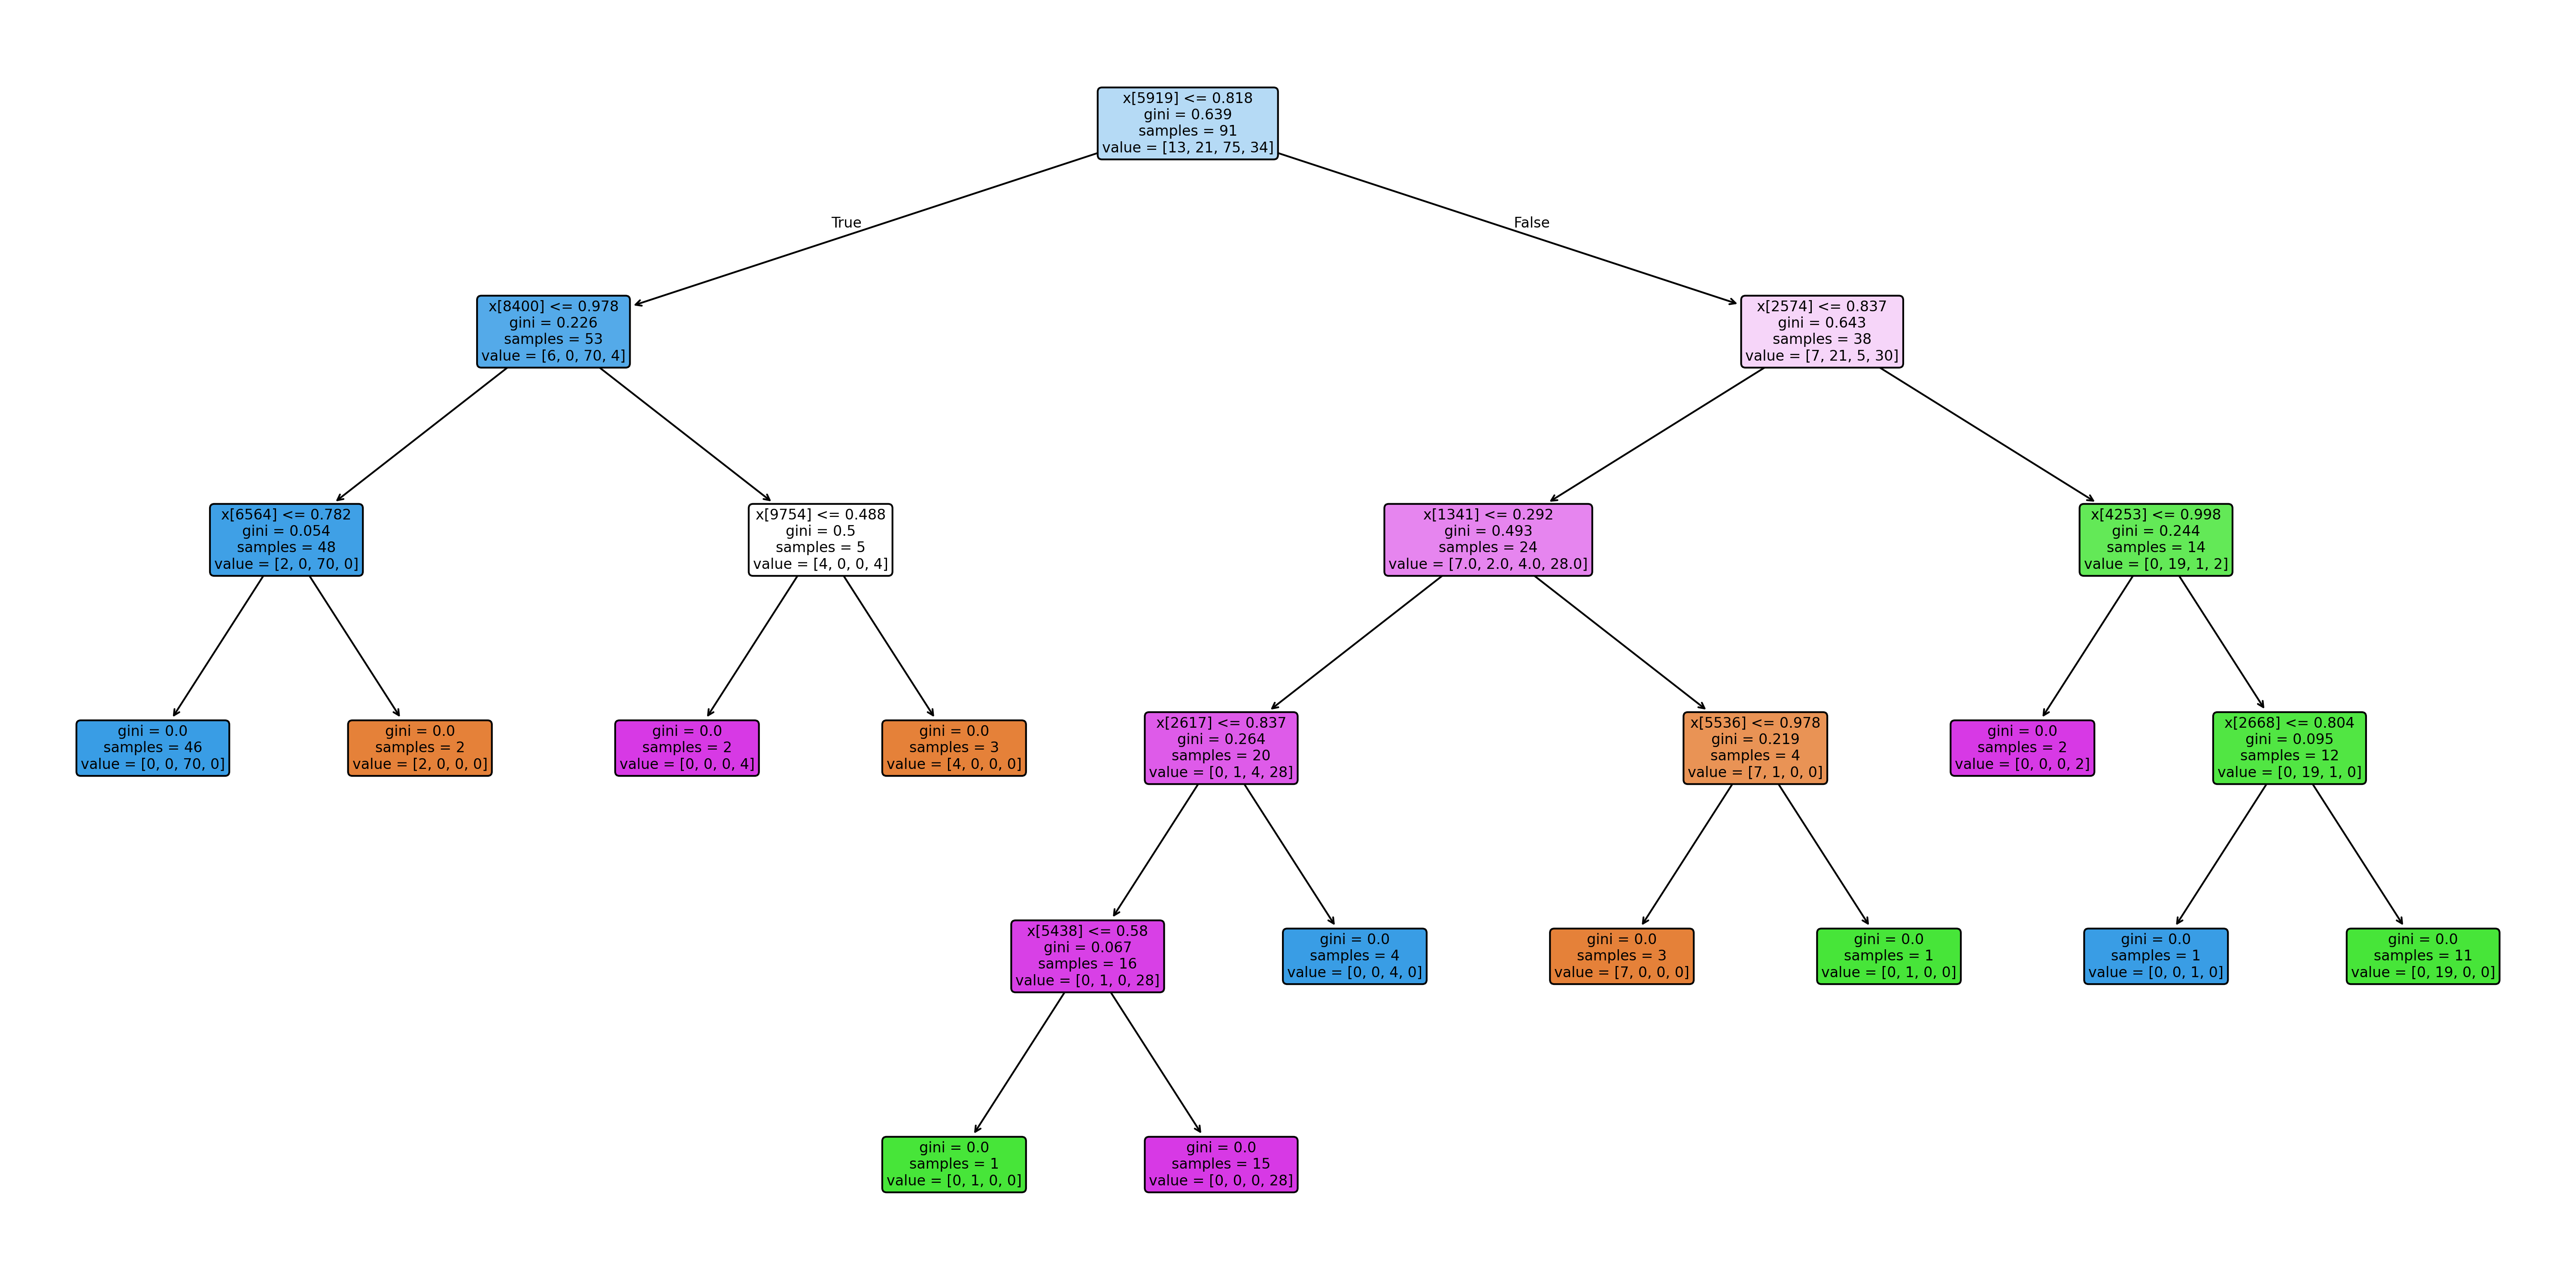 x[5919] <= 0.818
gini = 0.639
samples = 91
value = [13, 21, 75, 34]
True
False
x[8400] <= 0.978
gini = 0.226
samples = 53
value = [6, 0, 70, 4]
x[2574] <= 0.837
gini = 0.643
samples = 38
value = [7, 21, 5, 30]
x[6564] <= 0.782
gini = 0.054
samples = 48
value = [2, 0, 70, 0]
x[9754] <= 0.488
gini = 0.5
samples = 5
value = [4, 0, 0, 4]
x[1341] <= 0.292
gini = 0.493
samples = 24
value = [7.0, 2.0, 4.0, 28.0]
x[4253] <= 0.998
gini = 0.244
samples = 14
value = [0, 19, 1, 2]
gini = 0.0
samples = 46
value = [0, 0, 70, 0]
gini = 0.0
samples = 2
value = [2, 0, 0, 0]
gini = 0.0
samples = 2
value = [0, 0, 0, 4]
gini = 0.0
samples = 3
value = [4, 0, 0, 0]
x[2617] <= 0.837
gini = 0.264
samples = 20
value = [0, 1, 4, 28]
x[5536] <= 0.978
gini = 0.219
samples = 4
value = [7, 1, 0, 0]
gini = 0.0
samples = 2
value = [0, 0, 0, 2]
x[2668] <= 0.804
gini = 0.095
samples = 12
value = [0, 19, 1, 0]
x[5438] <= 0.58
gini = 0.067
samples = 16
value = [0, 1, 0, 28]
gini = 0.0
samples = 4
value = [0, 0, 4, 0]
gini = 0.0
samples = 3
value = [7, 0, 0, 0]
gini = 0.0
samples = 1
value = [0, 1, 0, 0]
gini = 0.0
samples = 1
value = [0, 0, 1, 0]
gini = 0.0
samples = 11
value = [0, 19, 0, 0]
gini = 0.0
samples = 1
value = [0, 1, 0, 0]
gini = 0.0
samples = 15
value = [0, 0, 0, 28]